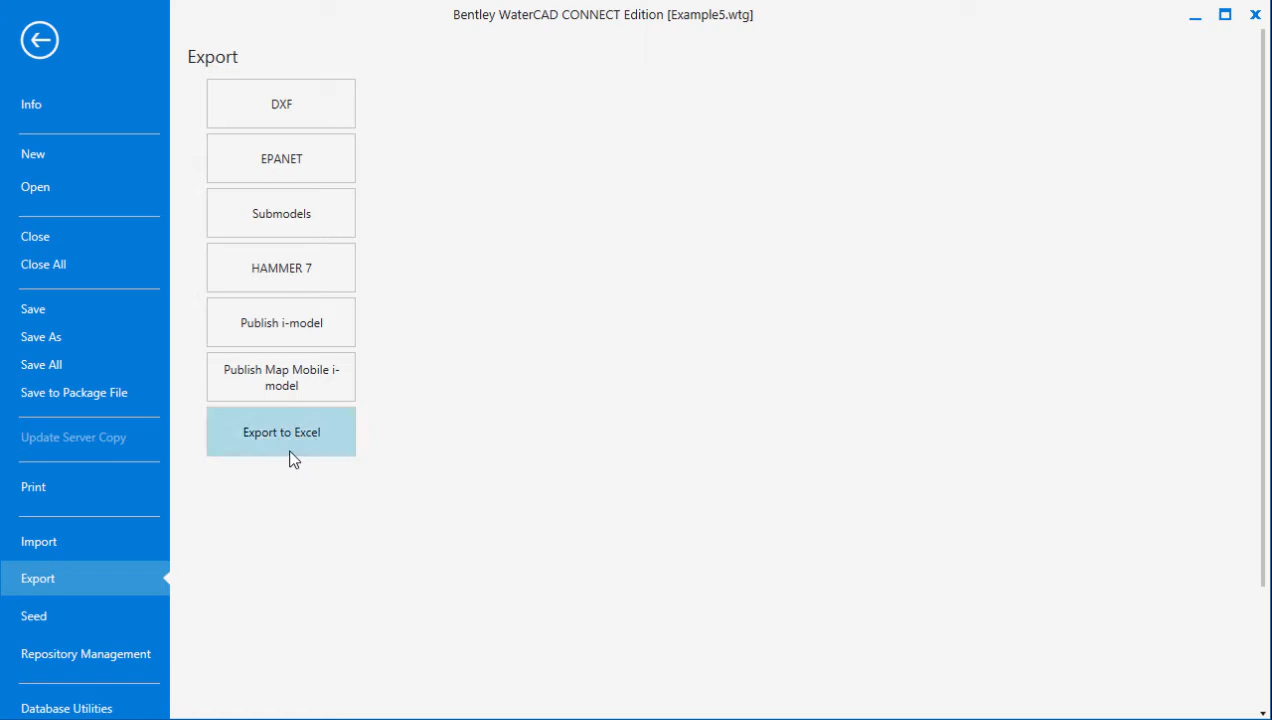 Bentley WaterCAD CONNECT Edition [Example5.wtg]
Info
New
Open
Close
Close All
Save
Save As
Save All
Save to Package File
Update Server Copy
Print
Import
Export
Seed
Repository Management
Database Utilities
Export
DXF
EPANET
Submodels
HAMMER 7
Publish i-model
Publish Map Mobile i-
model
Export to Excel